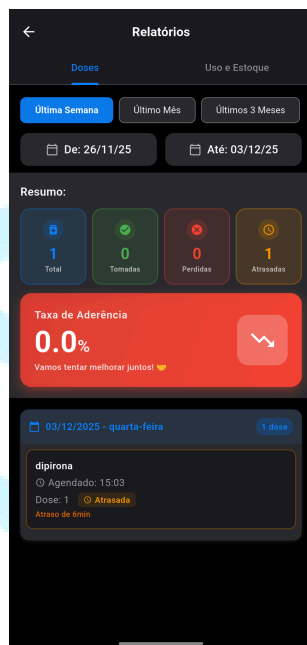 Relatórios
Doses
Uso e Estoque
Última Semana
Último Mês
Últimos 3 Meses
De: 26/11/25
Até: 03/12/25
Resumo:
1
Total
0
Tomadas
0
Perdidas
1
Atrasadas
Taxa de Aderência
0.0%
Vamos tentar melhorar juntos! 🤝
03/12/2025 - quarta-feira
1 dose
dipirona
Agendado: 15:03
Dose: 1
Atrasada
Atraso de 6min